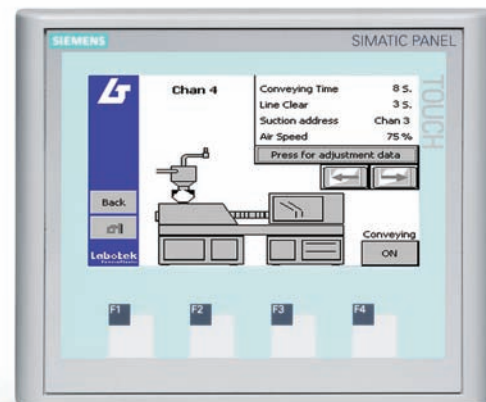 SIEMENS
SIMATIC PANEL
TOUCH
Chan 4
Conveying Time 8 s.
Line Clear 3 s.
Suction address Chan 3
Air Speed 75 %
Press for adjustment data
Back
Labotek
Conveying
ON
F1
F2
F3
F4